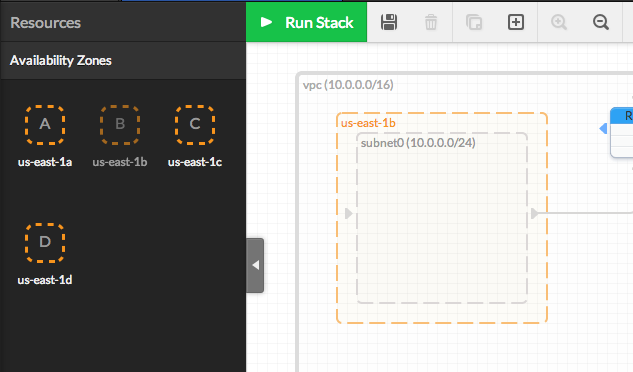 Resources
Run Stack
Availability Zones
A
us-east-1a
B
us-east-1b
C
us-east-1c
D
us-east-1d
vpc (10.0.0.0/16)
us-east-1b
subnet0 (10.0.0.0/24)
R